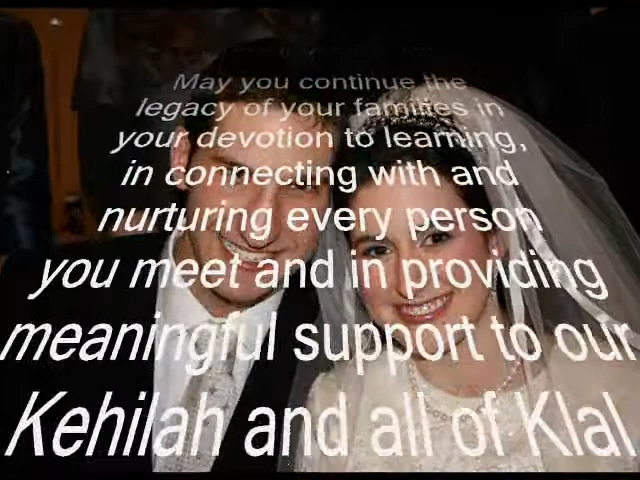 May you continue the
legacy of your families in
your devotion to learning,
in connecting with and
nurturing every person
you meet and in providing
meaningful support to our
Kehilah and all of Klal